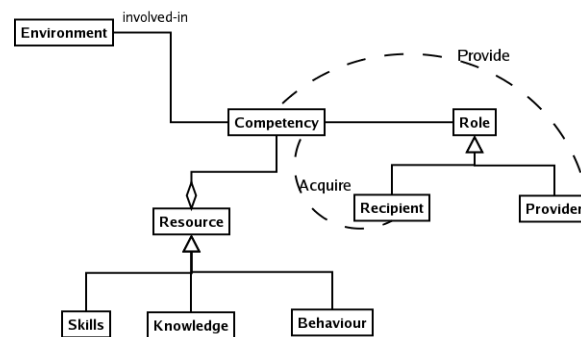 involved-in
Environment
Provide
Competency
Role
Acquire
Recipient
Provider
Resource
Skills
Knowledge
Behaviour